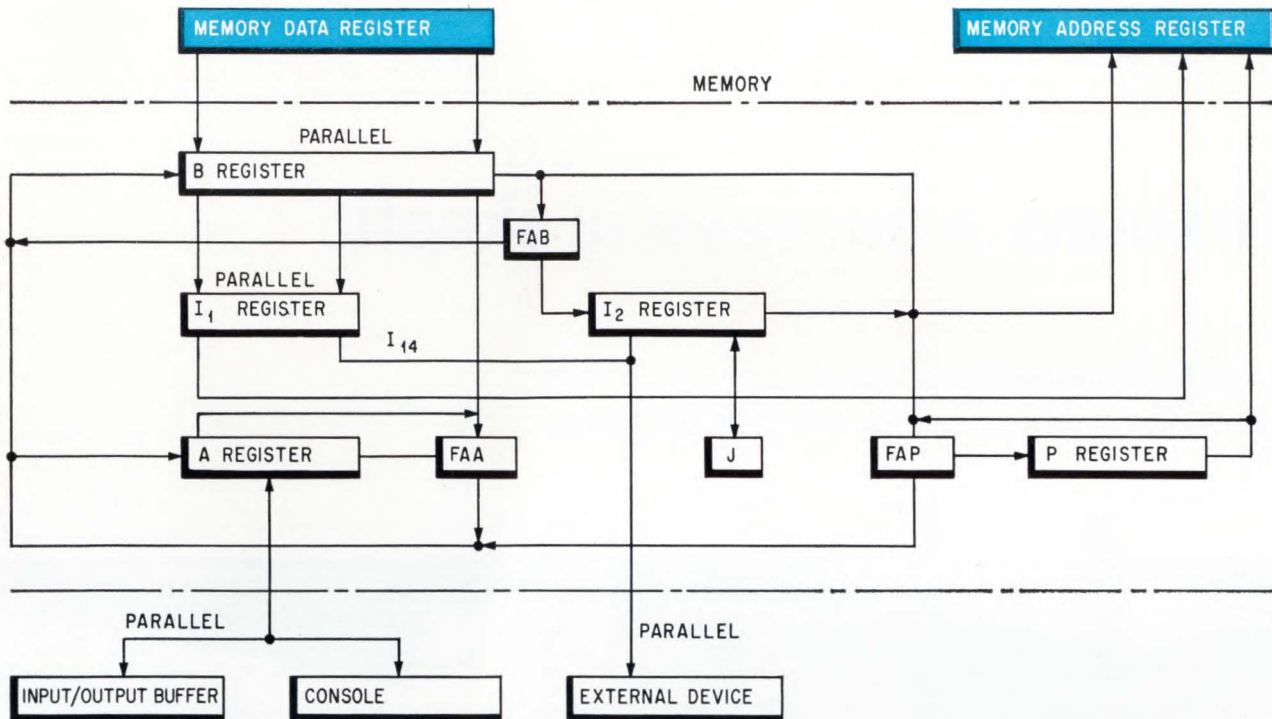 MEMORY DATA REGISTER
MEMORY ADDRESS REGISTER
MEMORY
PARALLEL
B REGISTER
FAB
PARALLEL
I₁ REGISTER
I₂ REGISTER
I₁₄
A REGISTER
FAA
J
FAP
P REGISTER
PARALLEL
PARALLEL
INPUT/OUTPUT BUFFER
CONSOLE
EXTERNAL DEVICE